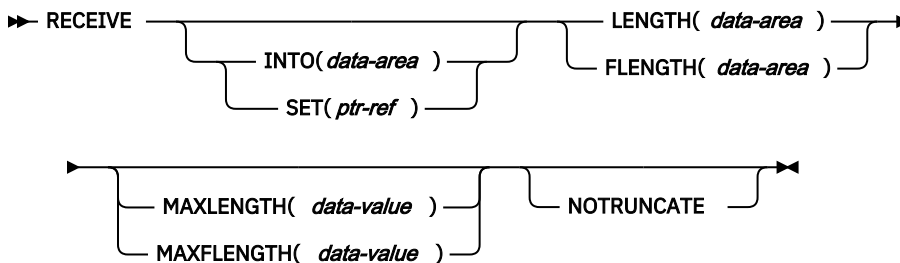 RECEIVE
INTO( data-area )
SET( ptr-ref )
LENGTH( data-area )
FLENGTH( data-area )
MAXLENGTH( data-value )
MAXFLENGTH( data-value )
NOTRUNCATE